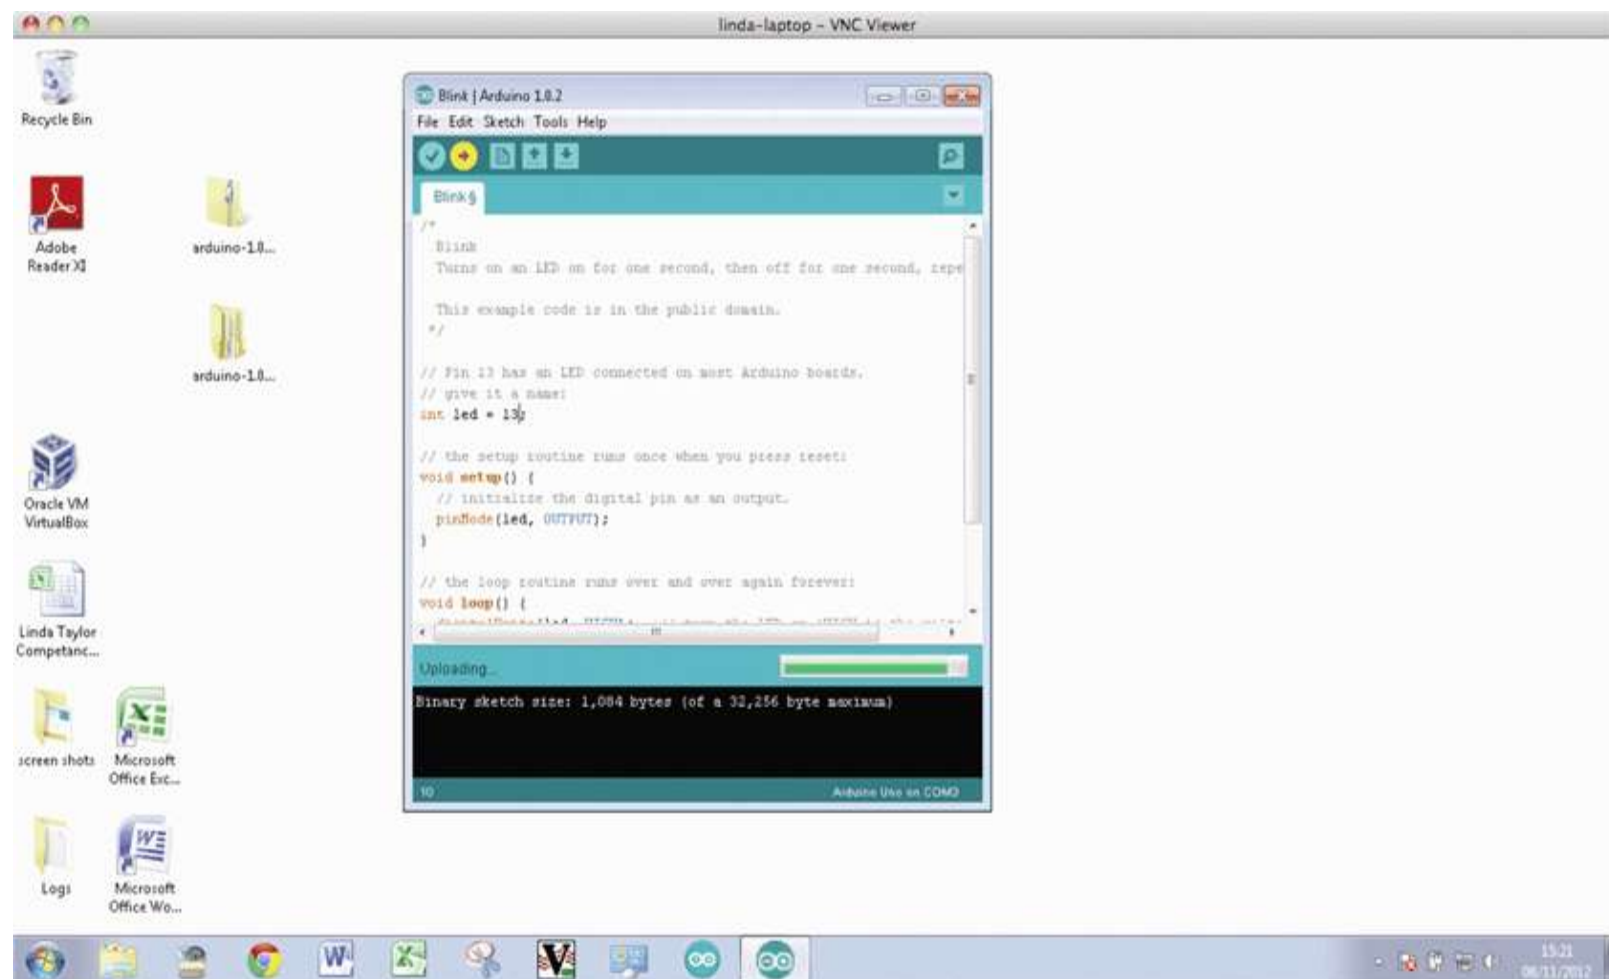 linda-laptop – VNC Viewer
Recycle Bin
Adobe
Reader XI
arduino-1.0...
arduino-1.0...
Oracle VM
VirtualBox
Linda Taylor
Competanc...
screen shots
Microsoft
Office Exc...
Logs
Microsoft
Office Wo...
Blink | Arduino 1.0.2
File Edit Sketch Tools Help
Blink §
/*
Blink
Turns on an LED on for one second, then off for one second, repe
This example code is in the public domain.
*/
// Pin 13 has an LED connected on most Arduino boards.
// give it a name:
int led = 13;
// the setup routine runs once when you press reset:
void setup() {
// initialize the digital pin as an output.
pinMode(led, OUTPUT);
}
// the loop routine runs over and over again forever:
void loop() {
Uploading...
Binary sketch size: 1,084 bytes (of a 32,256 byte maximum)
10
Arduino Uno on COM3
15:21
06/11/2012